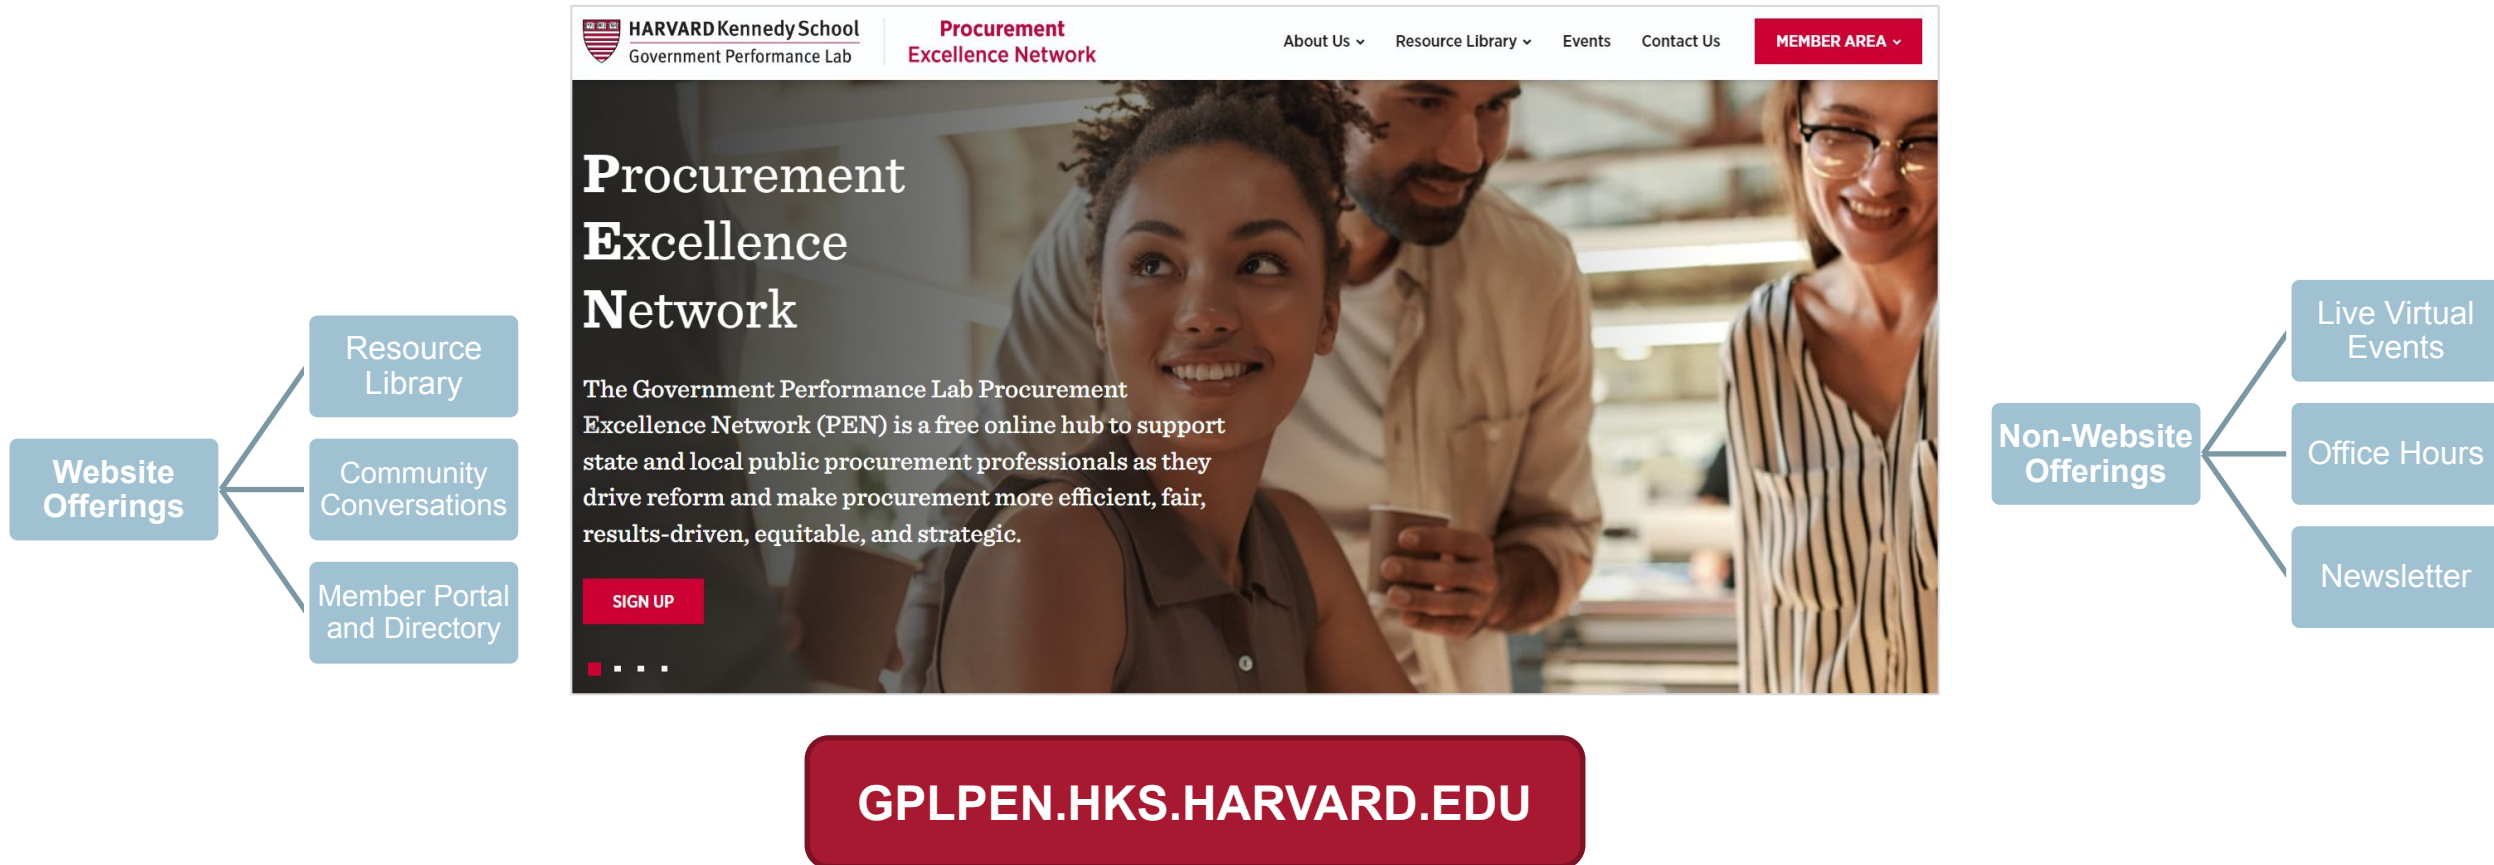 HARVARD Kennedy School
Government Performance Lab
Procurement
Excellence Network
About Us
Resource Library
Events
Contact Us
MEMBER AREA
Procurement
Excellence
Network
The Government Performance Lab Procurement
Excellence Network (PEN) is a free online hub to support
state and local public procurement professionals as they
drive reform and make procurement more efficient, fair,
results-driven, equitable, and strategic.
SIGN UP
Website
Offerings
Resource
Library
Community
Conversations
Member Portal
and Directory
Non-Website
Offerings
Live Virtual
Events
Office Hours
Newsletter
GPLPEN.HKS.HARVARD.EDU